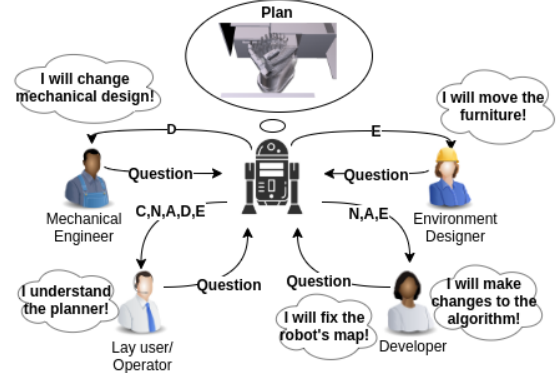 Plan
I will change
mechanical design!
I will move the
furniture!
D
E
Question
Question
Mechanical
Engineer
Environment
Designer
C,N,A,D,E
N,A,E
I understand
the planner!
Question
Question
I will fix the
robot's map!
I will make
changes to the
algorithm!
Lay user/
Operator
Developer